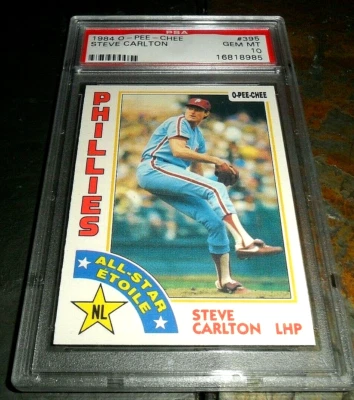 PSA
1984 O-PEE-CHEE #395
STEVE CARLTON GEM MT
10
16818985
O-PEE-CHEE
PHILLIES
ALL-STAR
ETOILE
NL
STEVE
CARLTON LHP